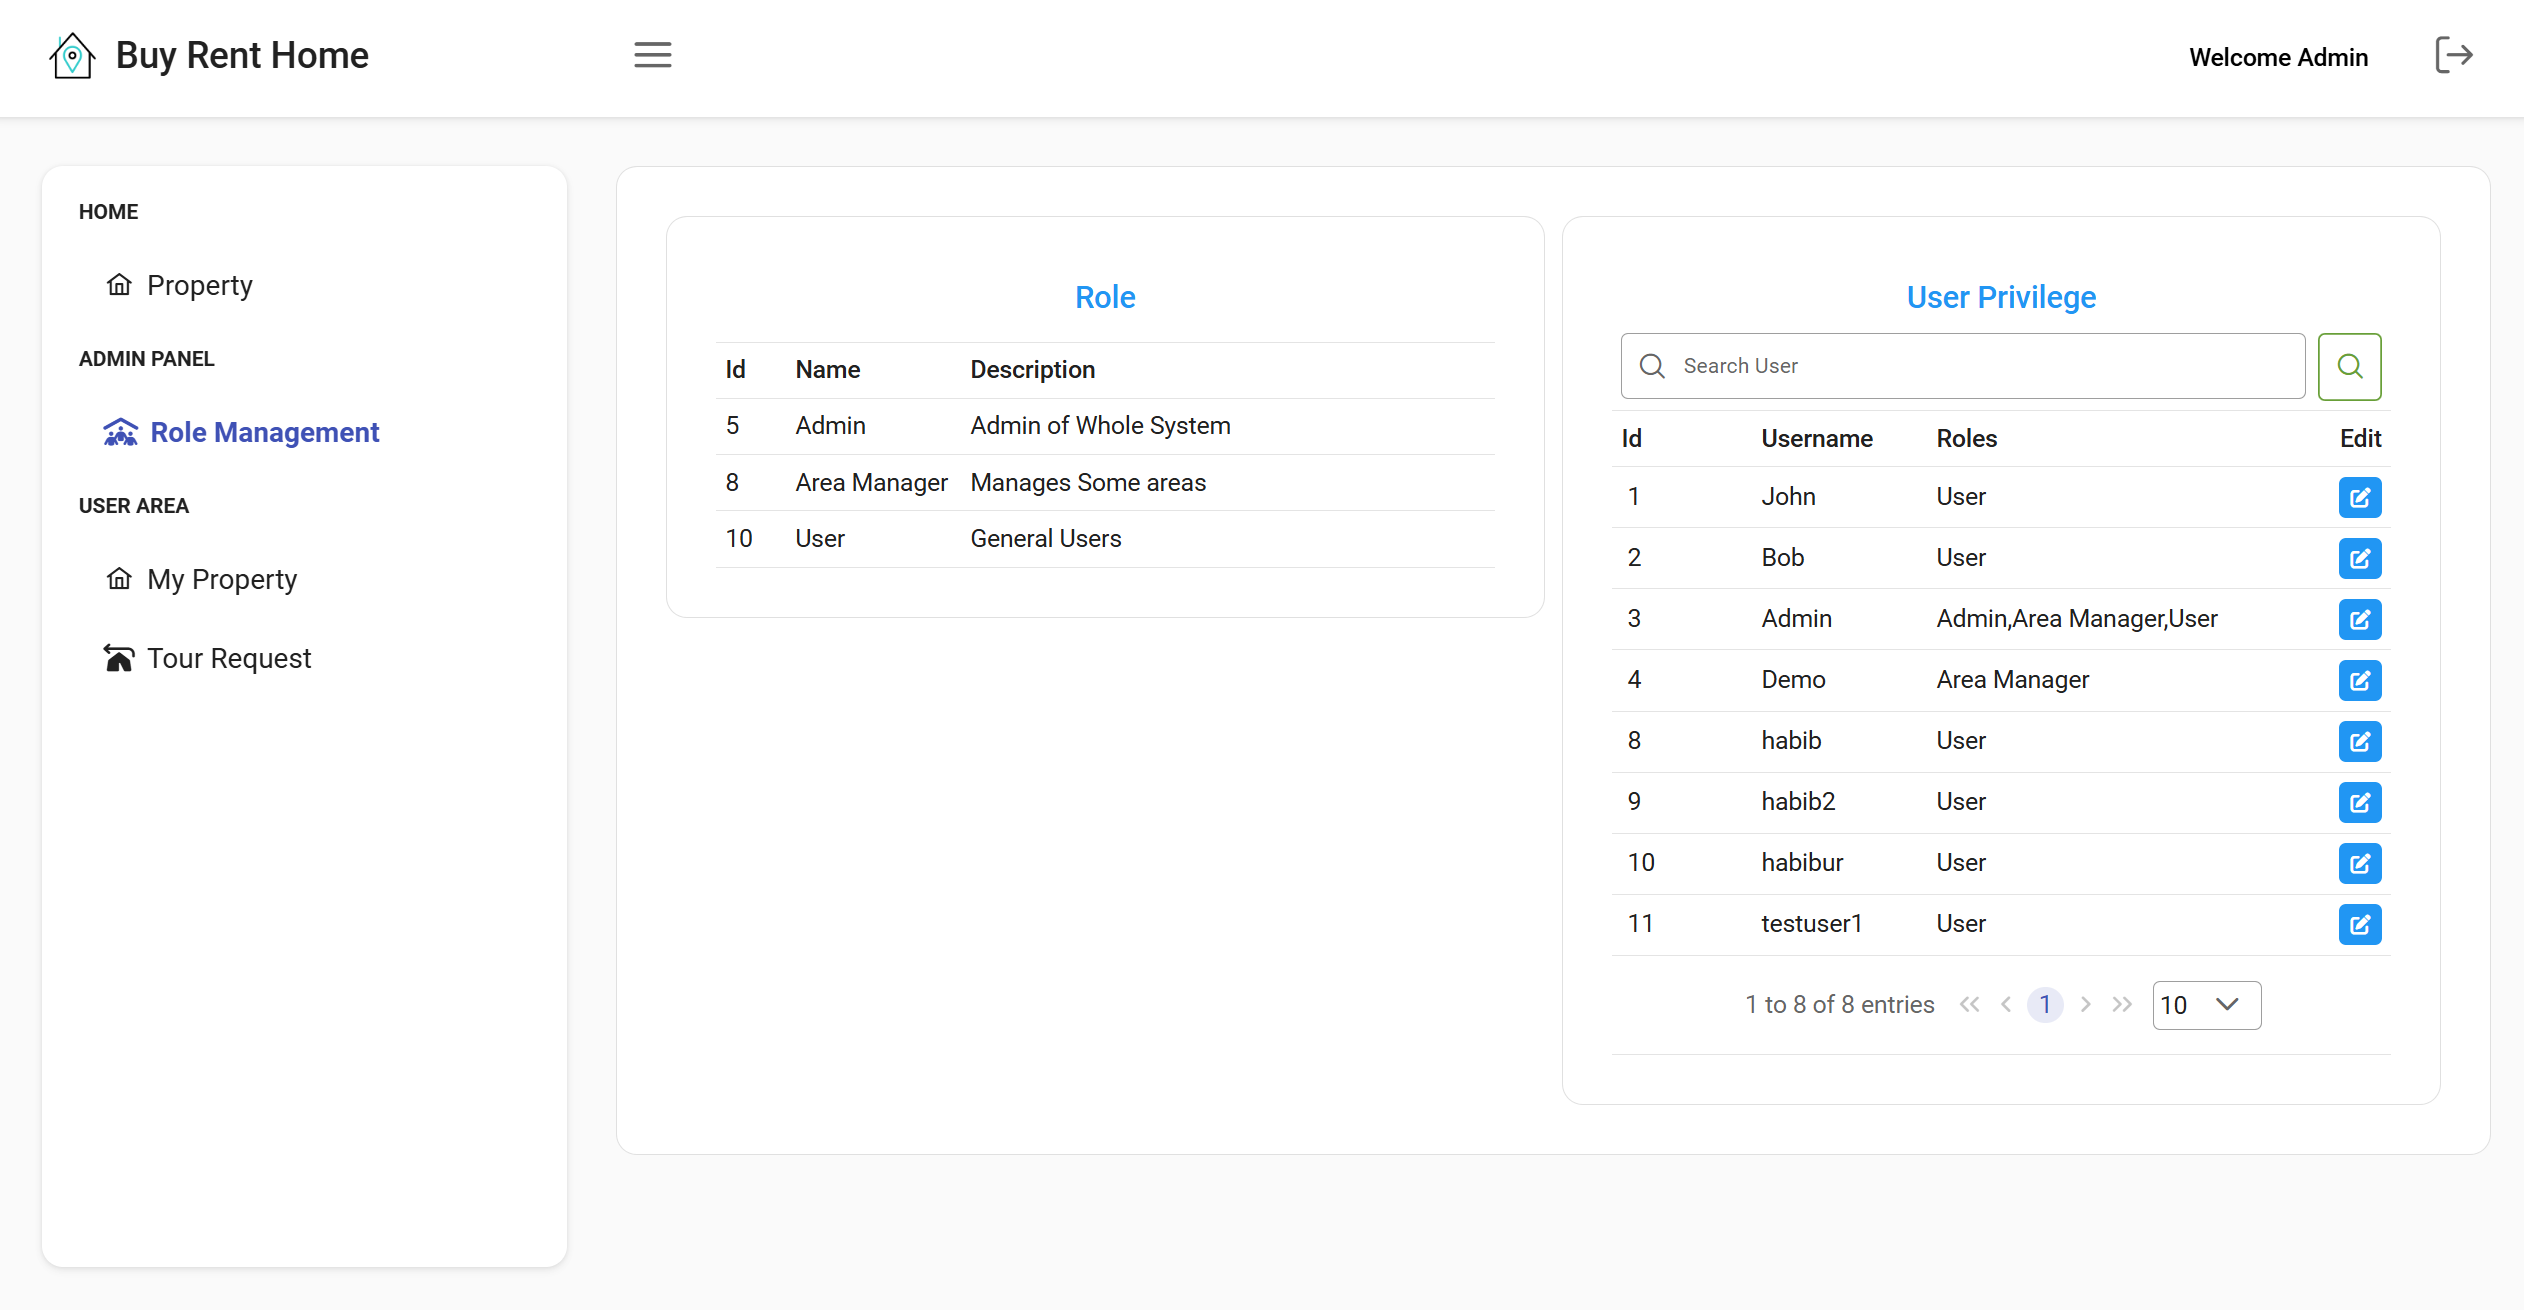 Buy Rent Home
Welcome Admin
HOME
Property
ADMIN PANEL
Role Management
USER AREA
My Property
Tour Request
Role
Id Name Description
5 Admin Admin of Whole System
8 Area Manager Manages Some areas
10 User General Users
User Privilege
Search User
Id Username Roles Edit
1 John User
2 Bob User
3 Admin Admin,Area Manager,User
4 Demo Area Manager
8 habib User
9 habib2 User
10 habibur User
11 testuser1 User
1 to 8 of 8 entries 1 10